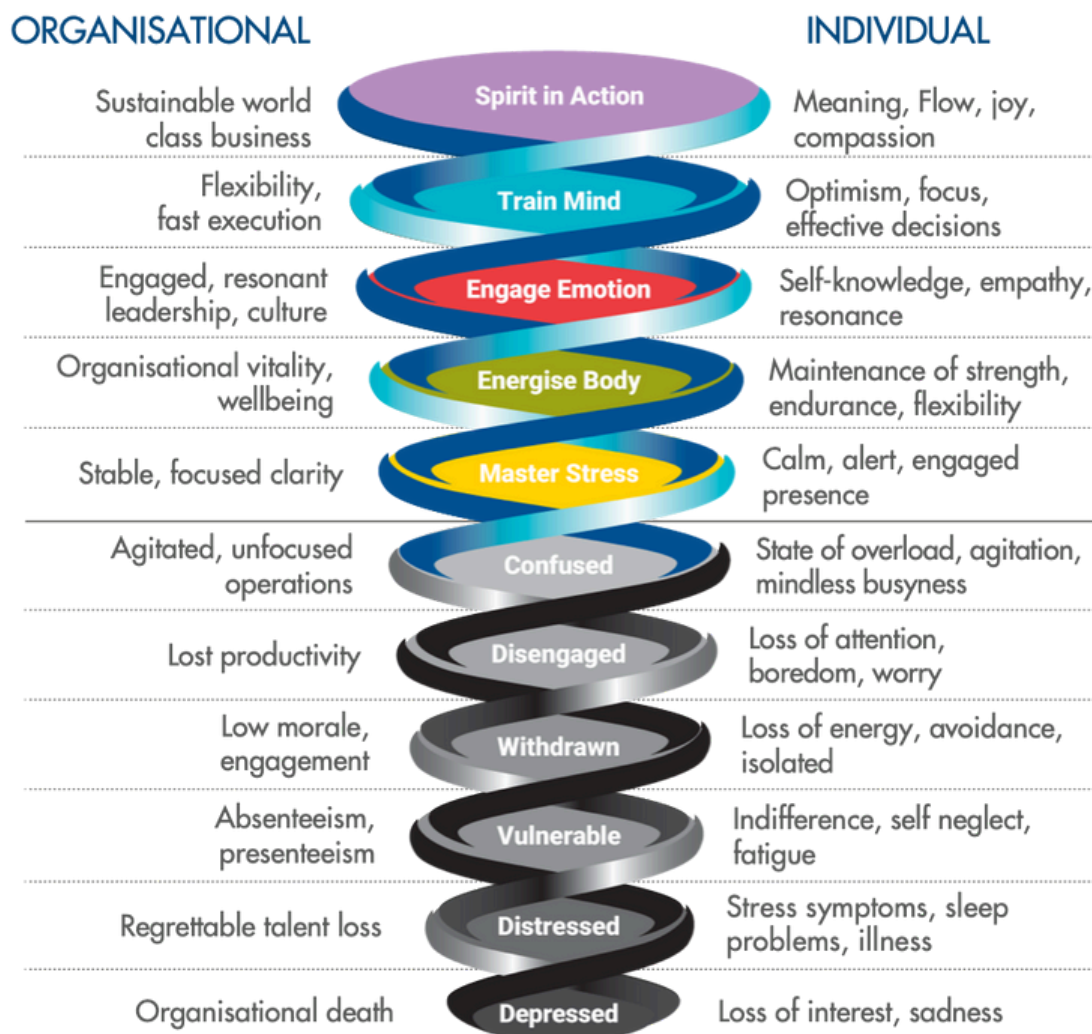 ORGANISATIONAL
INDIVIDUAL
Sustainable world
class business
Spirit in Action
Meaning, Flow, joy,
compassion
Flexibility,
fast execution
Train Mind
Optimism, focus,
effective decisions
Engaged, resonant
leadership, culture
Engage Emotion
Self-knowledge, empathy,
resonance
Organisational vitality,
wellbeing
Energise Body
Maintenance of strength,
endurance, flexibility
Stable, focused clarity
Master Stress
Calm, alert, engaged
presence
Agitated, unfocused
operations
Confused
State of overload, agitation,
mindless busyness
Lost productivity
Disengaged
Loss of attention,
boredom, worry
Low morale,
engagement
Withdrawn
Loss of energy, avoidance,
isolated
Absenteeism,
presenteeism
Vulnerable
Indifference, self neglect,
fatigue
Regrettable talent loss
Distressed
Stress symptoms, sleep
problems, illness
Organisational death
Depressed
Loss of interest, sadness